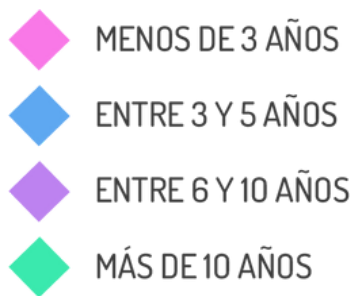 MENOS DE 3 AÑOS
ENTRE 3 Y 5 AÑOS
ENTRE 6 Y 10 AÑOS
MÁS DE 10 AÑOS